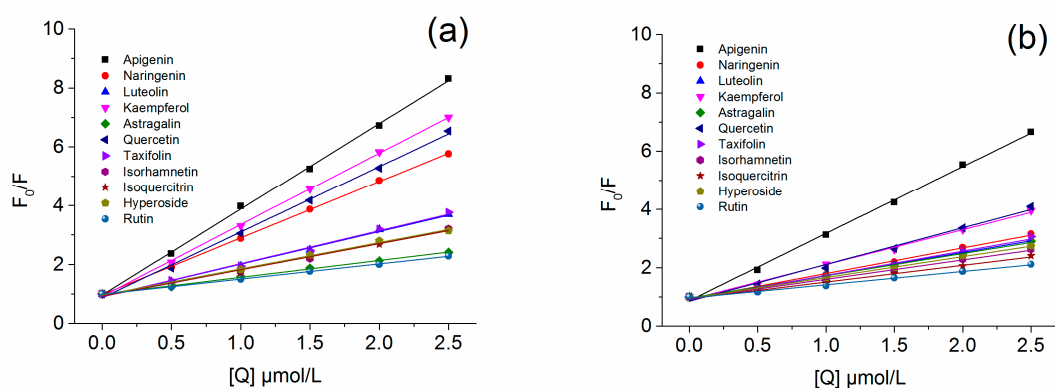 (a)
Apigenin
Naringenin
Luteolin
Kaempferol
Astragalin
Quercetin
Taxifolin
Isorhamnetin
Isoquercitrin
Hyperoside
Rutin
F0/F
10
8
6
4
2
0
0.0 0.5 1.0 1.5 2.0 2.5
[Q] μmol/L
(b)
Apigenin
Naringenin
Luteolin
Kaempferol
Astragalin
Quercetin
Taxifolin
Isorhamnetin
Isoquercitrin
Hyperoside
Rutin
F0/F
10
8
6
4
2
0
0.0 0.5 1.0 1.5 2.0 2.5
[Q] μmol/L